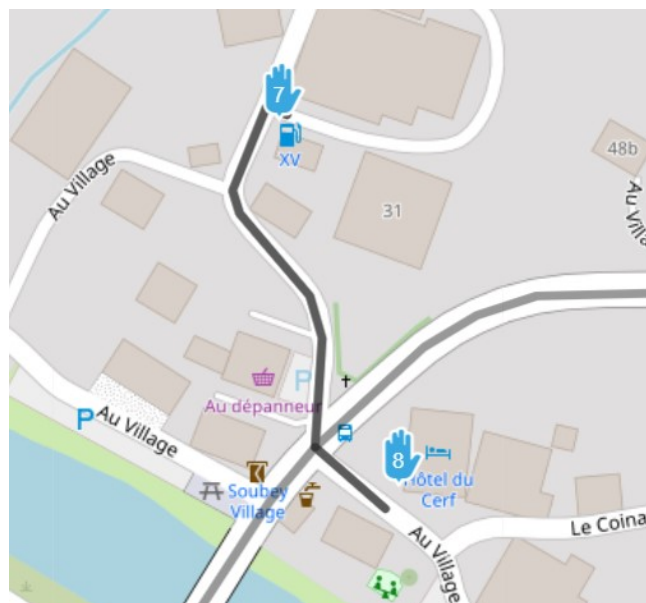 7
XV
48b
Au Village
31
Au Villa
P
Au dépanneur
P
Au Village
8
Hôtel du
Cerf
Soubey
Village
Le Coina
Au Village